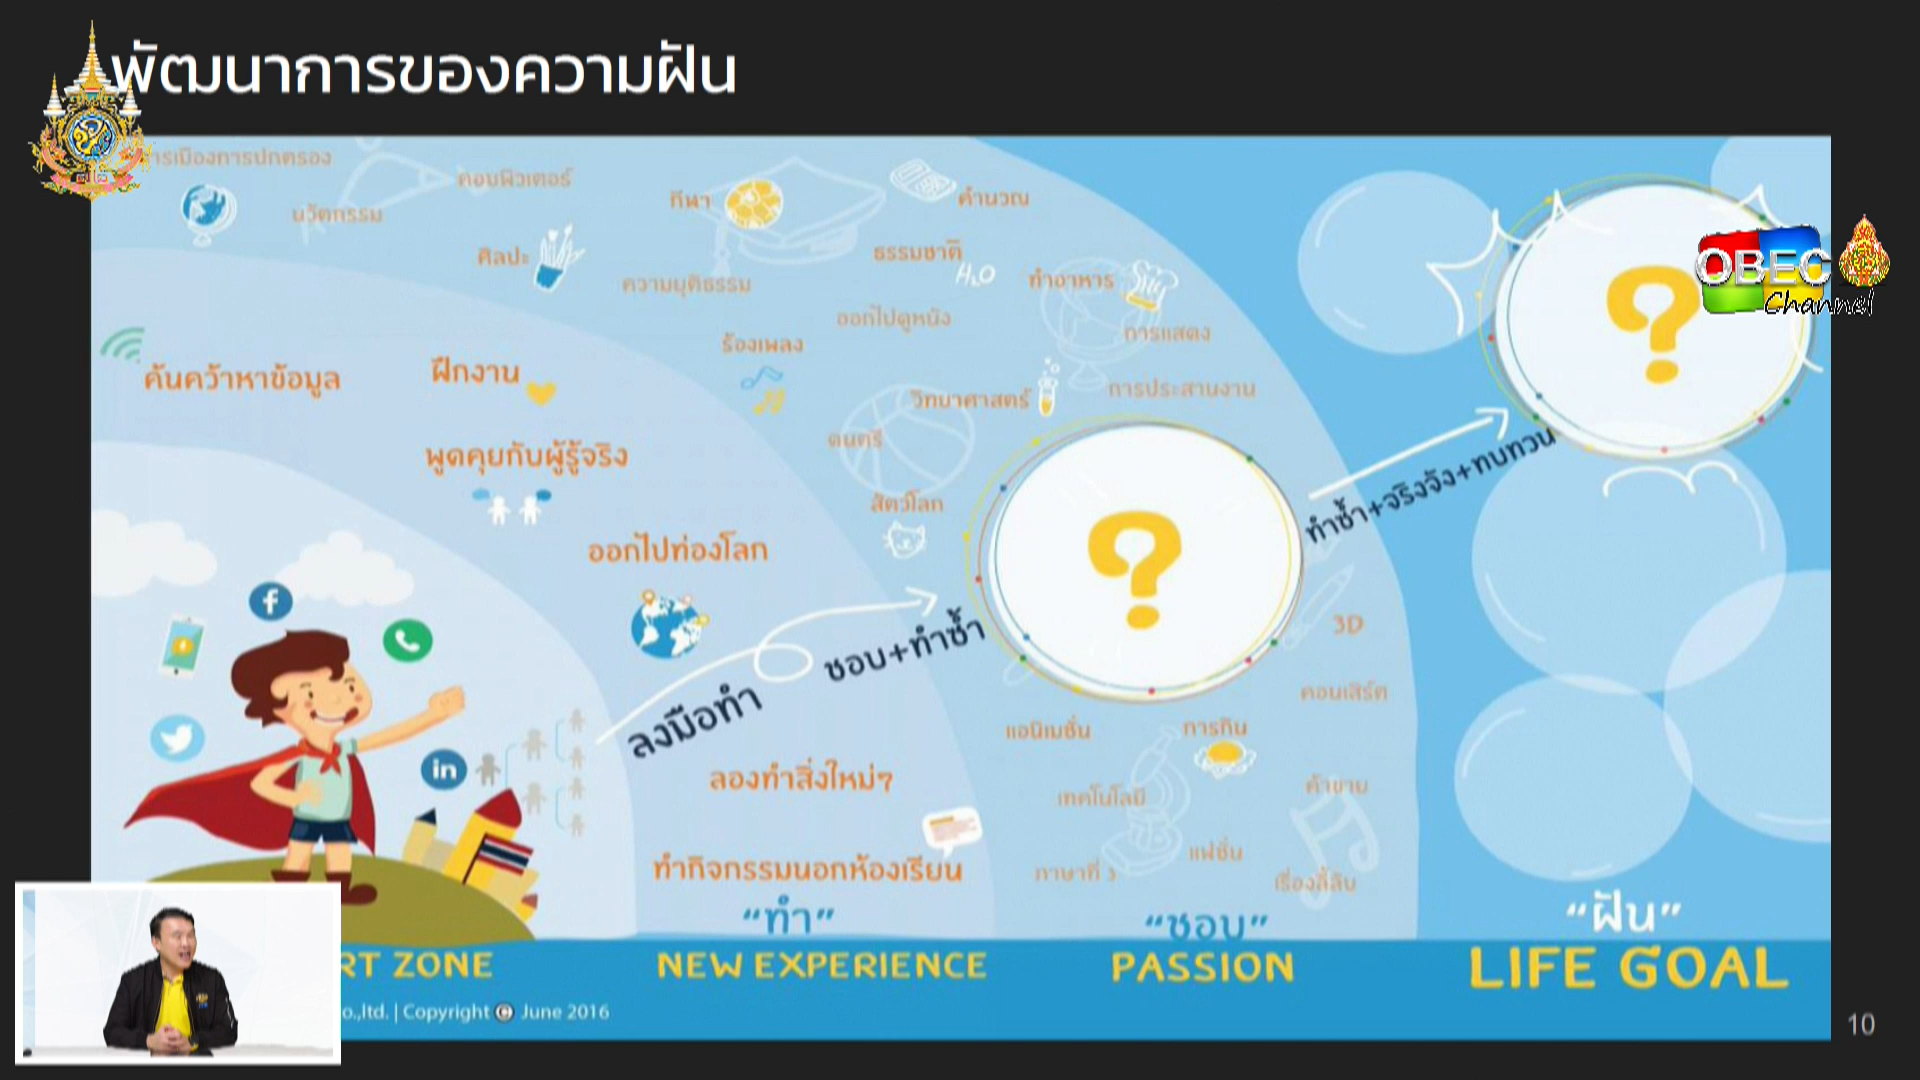 พัฒนาการของความฝัน
การเมืองการปกครอง
คอมพิวเตอร์
นวัตกรรม
กีฬา
คำนวณ
ศิลปะ
ธรรมชาติ
H₂O
ความยุติธรรม
ทำอาหาร
ออกไปดูหนัง
การแสดง
ร้องเพลง
OBEC
Channel
ค้นคว้าหาข้อมูล
ฝึกงาน
วิทยาศาสตร์
การประสานงาน
ดนตรี
พูดคุยกับผู้รู้จริง
สัตว์โลก
ทำซ้ำ+จริงจัง+ทบทวน
ออกไปท่องโลก
ลงมือทำ
ชอบ+ทำซ้ำ
?
?
3D
คอนเสิร์ต
แอนิเมชั่น
การกิน
ลองทำสิ่งใหม่ๆ
เทคโนโลยี
ค้าขาย
แฟชั่น
ทำกิจกรรมนอกห้องเรียน
ภาษาที่ 3
เรื่องลี้ลับ
f
in
"ทำ"
"ชอบ"
"ฝัน"
RT ZONE
NEW EXPERIENCE
PASSION
LIFE GOAL
o.,ltd. | Copyright © June 2016
10